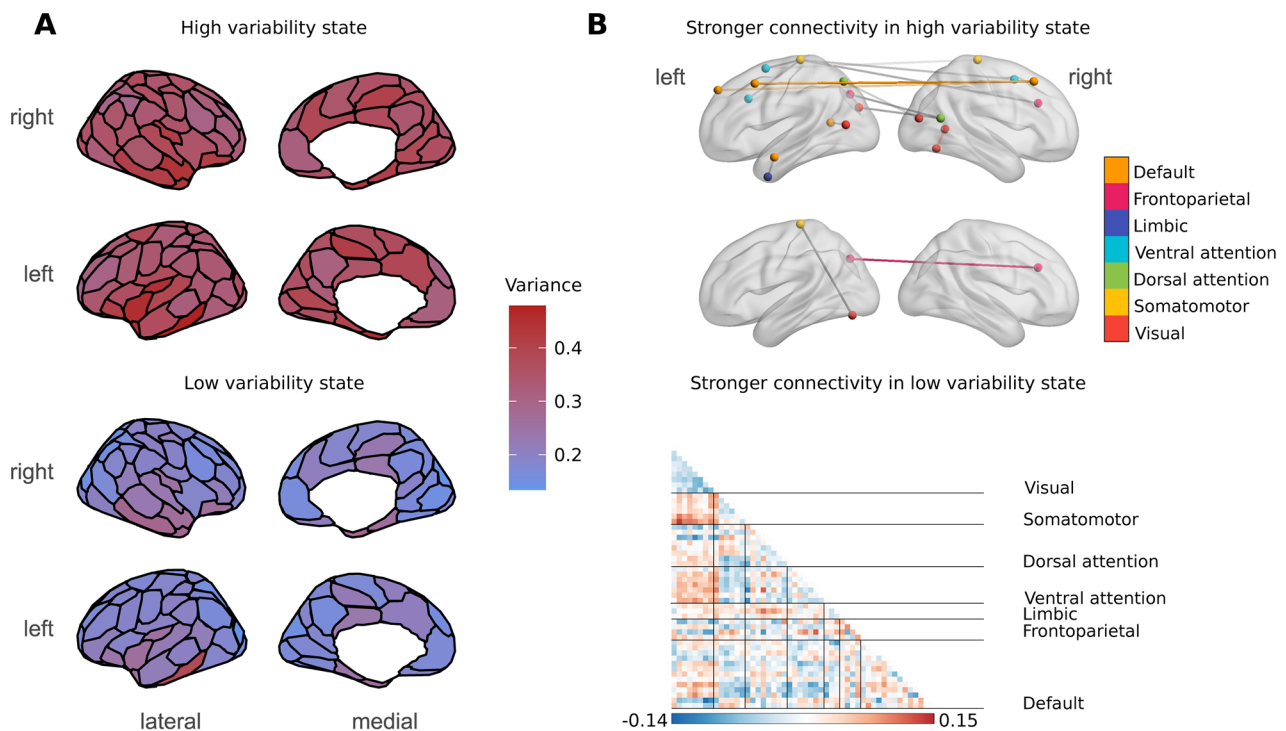 A
High variability state
right
left
Low variability state
right
left
lateral
medial
Variance
0.4
0.3
0.2
B
Stronger connectivity in high variability state
left
right
Default
Frontoparietal
Limbic
Ventral attention
Dorsal attention
Somatomotor
Visual
Stronger connectivity in low variability state
Visual
Somatomotor
Dorsal attention
Ventral attention
Limbic
Frontoparietal
Default
-0.14
0.15